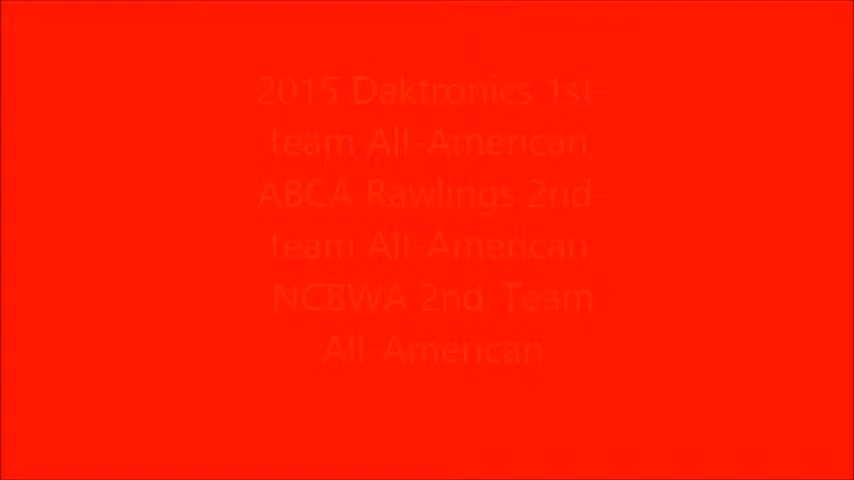 2015 Daktronics 1st-
team All-American,
ABCA Rawlings 2nd-
team All-American,
NCBWA 2nd Team
All-American